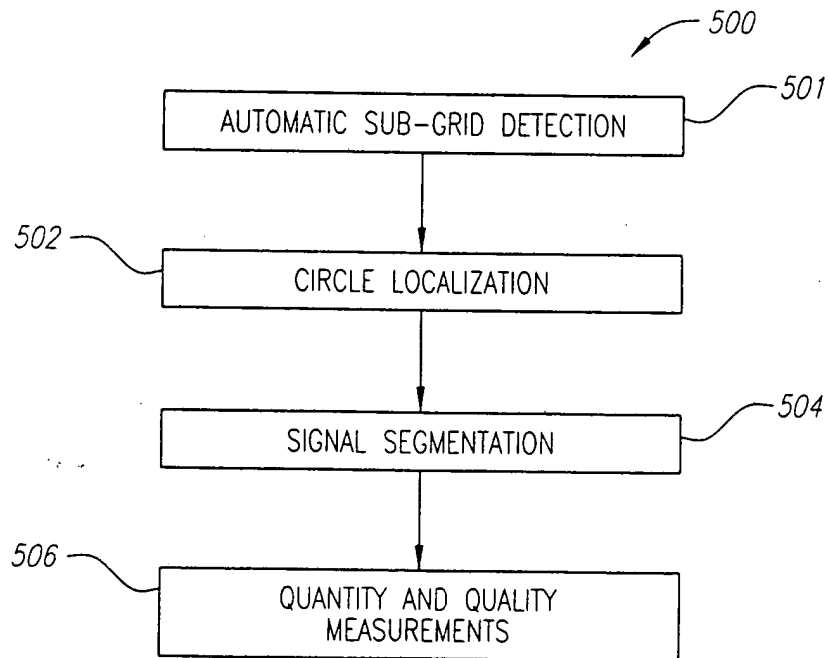 500
501
AUTOMATIC SUB-GRID DETECTION
502
CIRCLE LOCALIZATION
504
SIGNAL SEGMENTATION
506
QUANTITY AND QUALITY
MEASUREMENTS